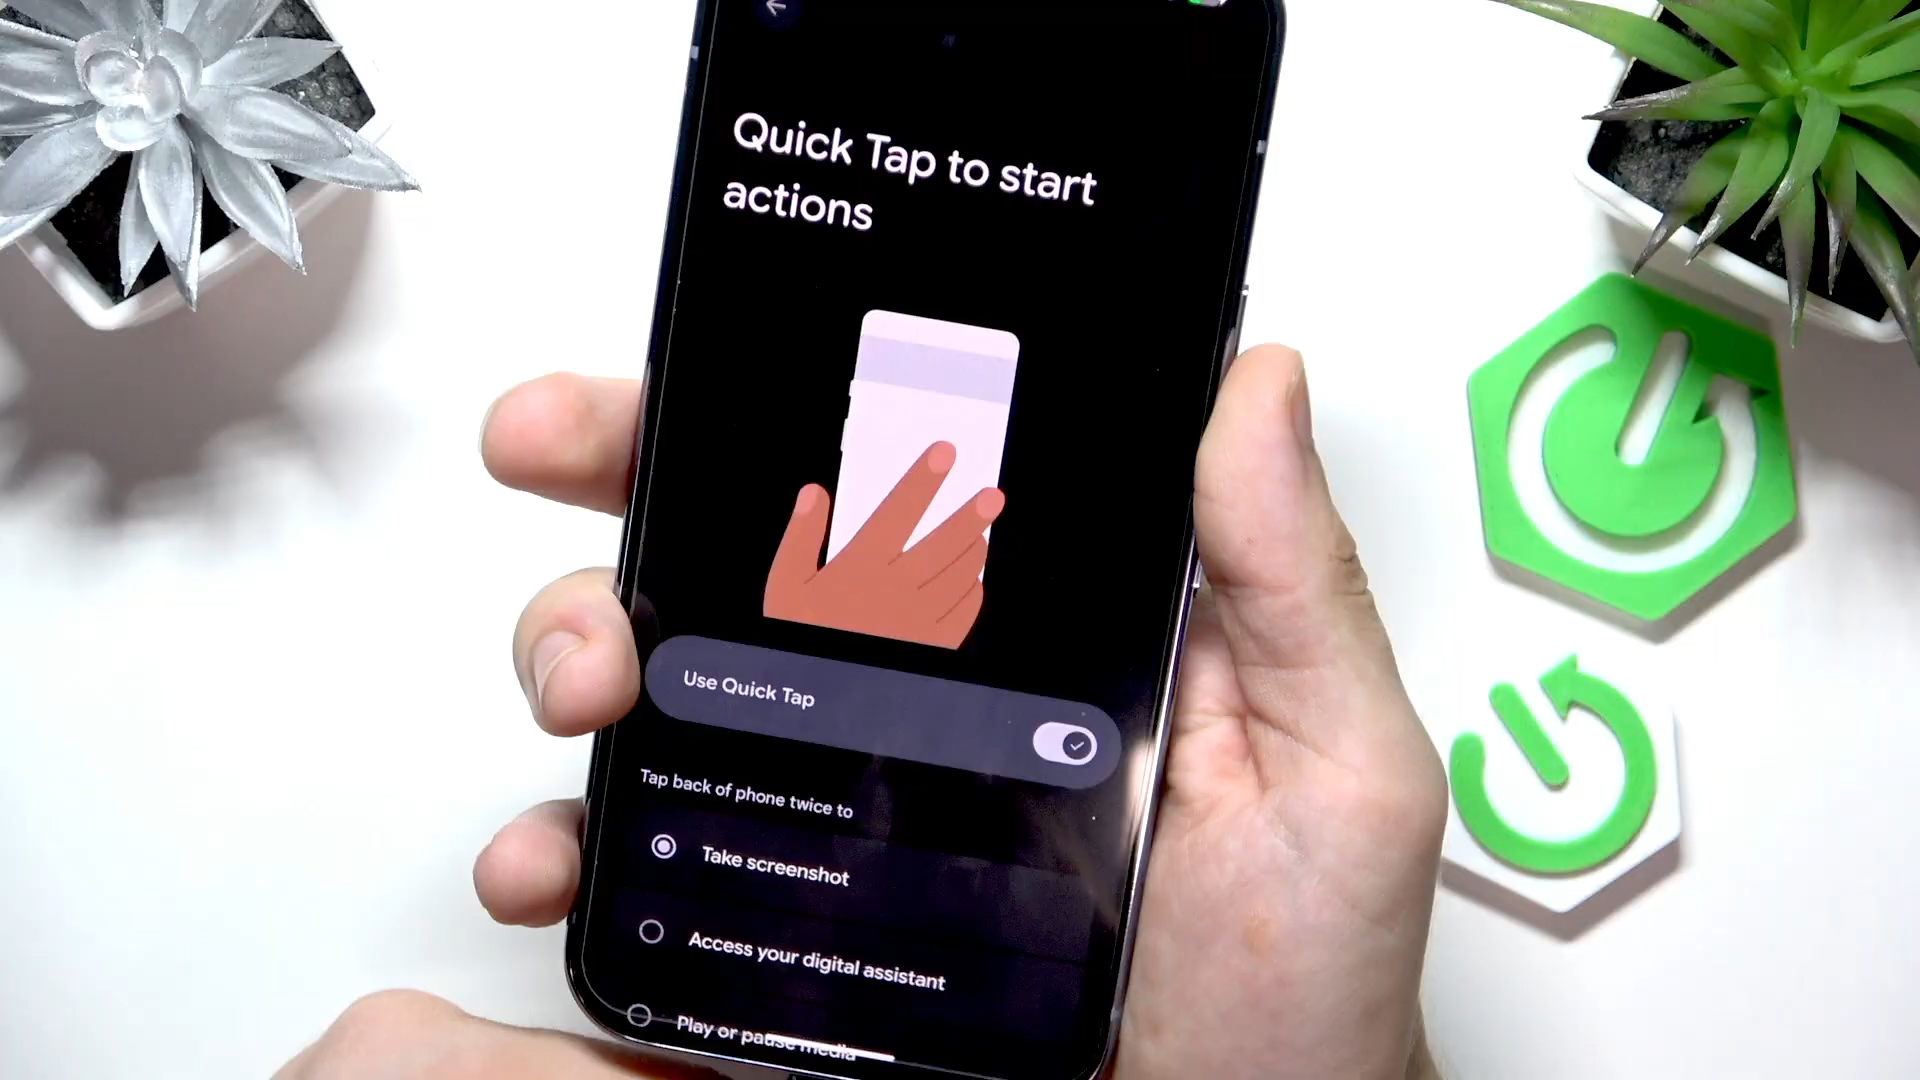 Quick Tap to start
actions
Use Quick Tap
Tap back of phone twice to
Take screenshot
Access your digital assistant
Play or pause media